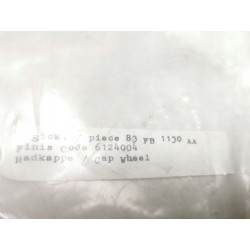 Stck. / piece 83 FB 1130 AA
Finis Code 6124004
Radkappe / Cap wheel